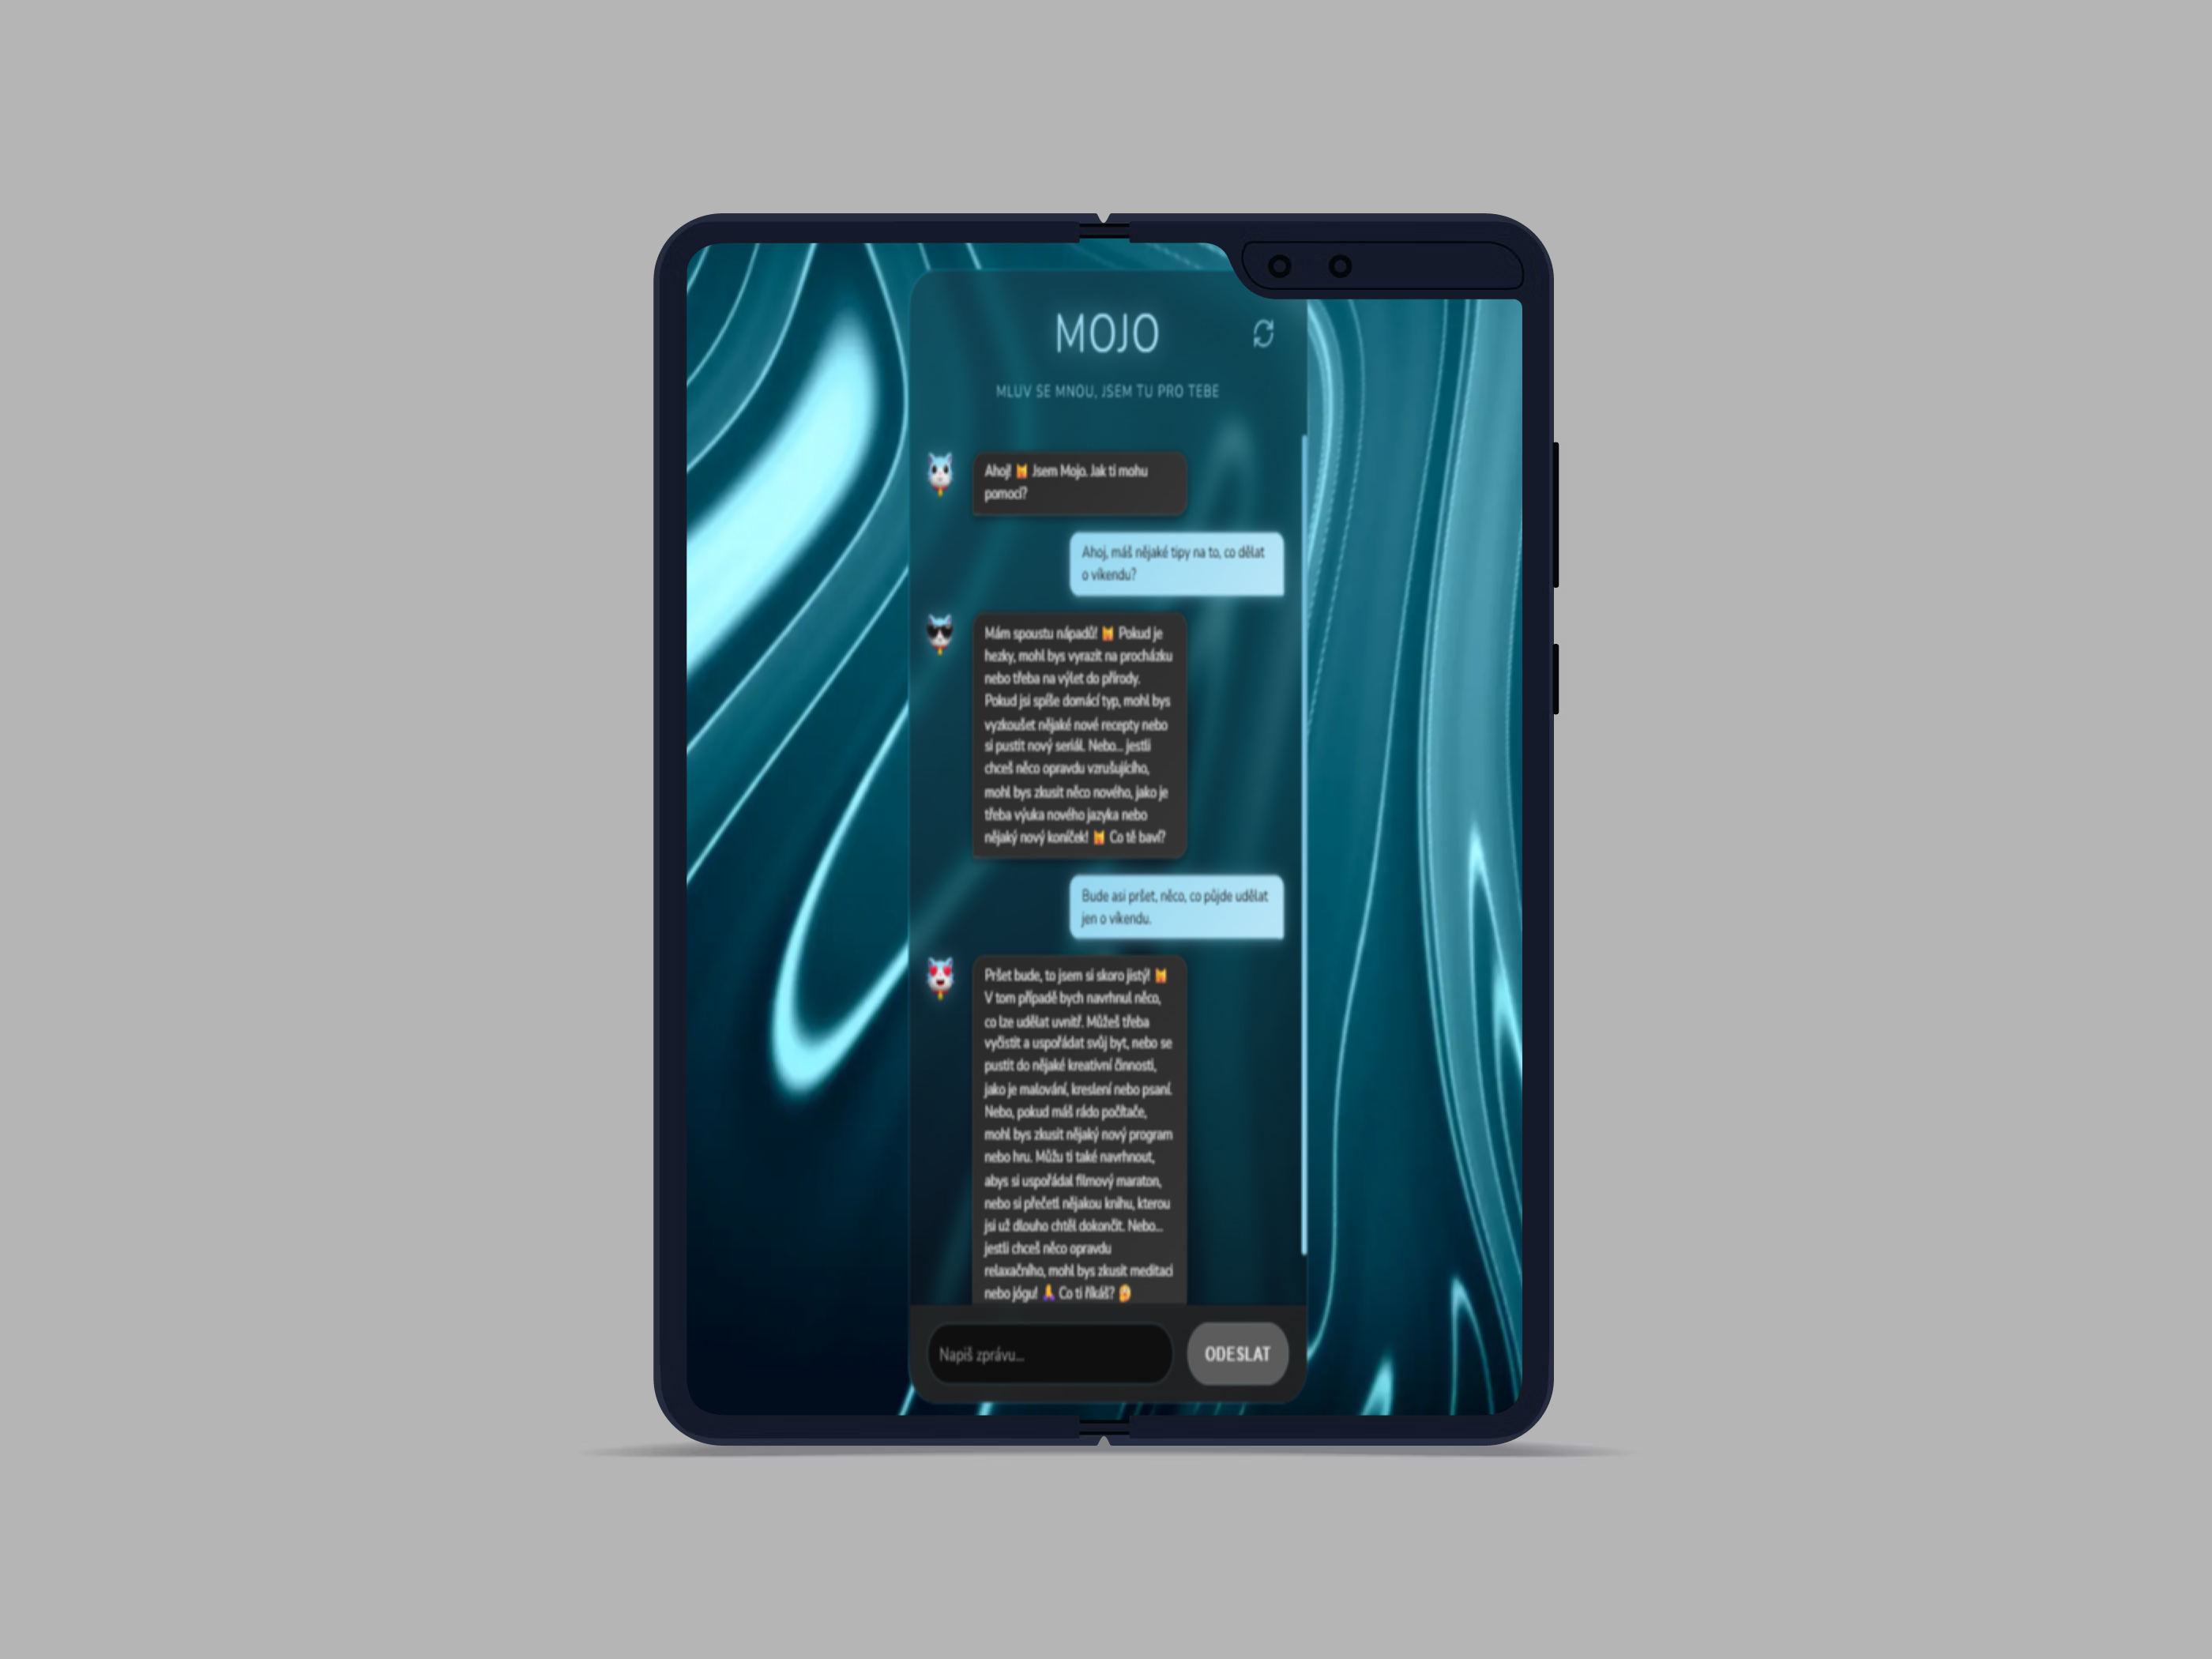 MOJO
MLUV SE MNOU, JSEM TU PRO TEBE
Ahoj! Jsem Mojo. Jak ti mohu
pomoci?
Ahoj, máš nějaké tipy na to, co dělat
o víkendu?
Mám spoustu nápadů! Pokud je
hezky, mohl bys vyrazit na procházku
nebo třeba na výlet do přírody.
Pokud jsi spíše domácí typ, mohl bys
vyzkoušet nějaké nové recepty nebo
si pustit nový seriál. Nebo... jestli
chceš něco opravdu vzrušujícího,
mohl bys zkusit něco nového, jako je
třeba výuka nového jazyka nebo
nějaký nový koníček! Co tě baví?
Bude asi pršet, něco, co půjde udělat
jen o víkendu.
Pršet bude, to jsem si skoro jistý!
V tom případě bych navrhnul něco,
co lze udělat uvnitř. Můžeš třeba
vyčistit a uspořádat svůj byt, nebo se
pustit do nějaké kreativní činnosti,
jako je malování, kreslení nebo psaní.
Nebo, pokud máš rádo počítače,
mohl bys zkusit nějaký nový program
nebo hru. Můžu ti také navrhnout,
abys si uspořádal filmový maraton,
nebo si přečetl nějakou knihu, kterou
jsi už dlouho chtěl dokončit. Nebo...
jestli chceš něco opravdu
relaxačního, mohl bys zkusit meditaci
nebo jógu! Co ti říkáš?
Napiš zprávu...
ODESLAT